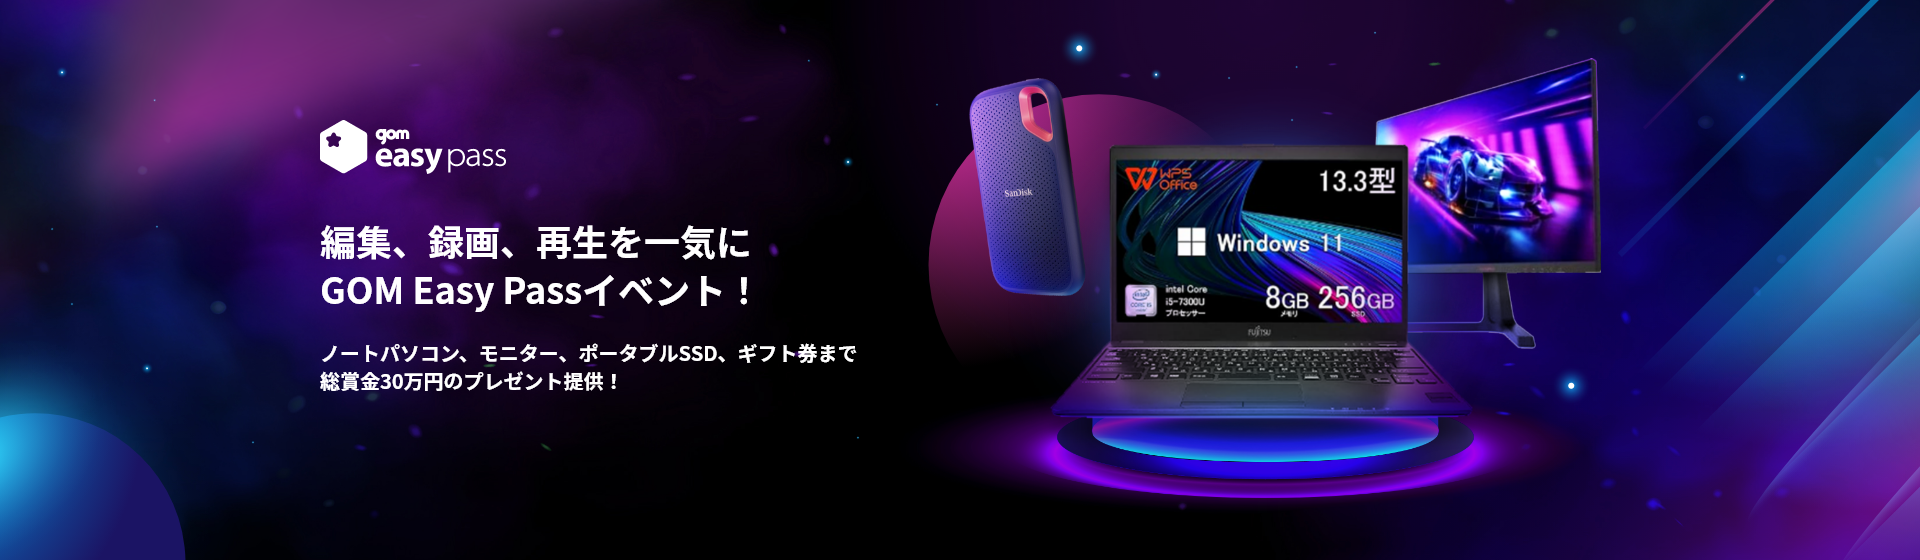 gom
easy pass
編集、録画、再生を一気に
GOM Easy Passイベント！
ノートパソコン、モニター、ポータブルSSD、ギフト券まで
総賞金30万円のプレゼント提供！
SanDisk
WPS
Office
13.3型
Windows 11
intel Core
i5-7300U
プロセッサー
8GB 256GB
メモリ SSD
intel
CORE i5
FUJITSU